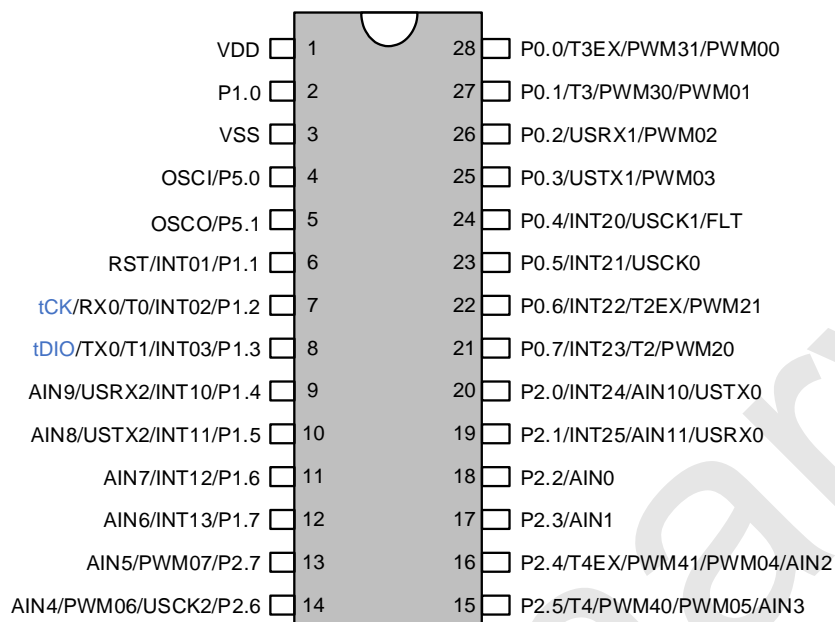 VDD 1 28 P0.0/T3EX/PWM31/PWM00
P1.0 2 27 P0.1/T3/PWM30/PWM01
VSS 3 26 P0.2/USRX1/PWM02
OSCI/P5.0 4 25 P0.3/USTX1/PWM03
OSCO/P5.1 5 24 P0.4/INT20/USCK1/FLT
RST/INT01/P1.1 6 23 P0.5/INT21/USCK0
tCK/RX0/T0/INT02/P1.2 7 22 P0.6/INT22/T2EX/PWM21
tDIO/TX0/T1/INT03/P1.3 8 21 P0.7/INT23/T2/PWM20
AIN9/USRX2/INT10/P1.4 9 20 P2.0/INT24/AIN10/USTX0
AIN8/USTX2/INT11/P1.5 10 19 P2.1/INT25/AIN11/USRX0
AIN7/INT12/P1.6 11 18 P2.2/AIN0
AIN6/INT13/P1.7 12 17 P2.3/AIN1
AIN5/PWM07/P2.7 13 16 P2.4/T4EX/PWM41/PWM04/AIN2
AIN4/PWM06/USCK2/P2.6 14 15 P2.5/T4/PWM40/PWM05/AIN3